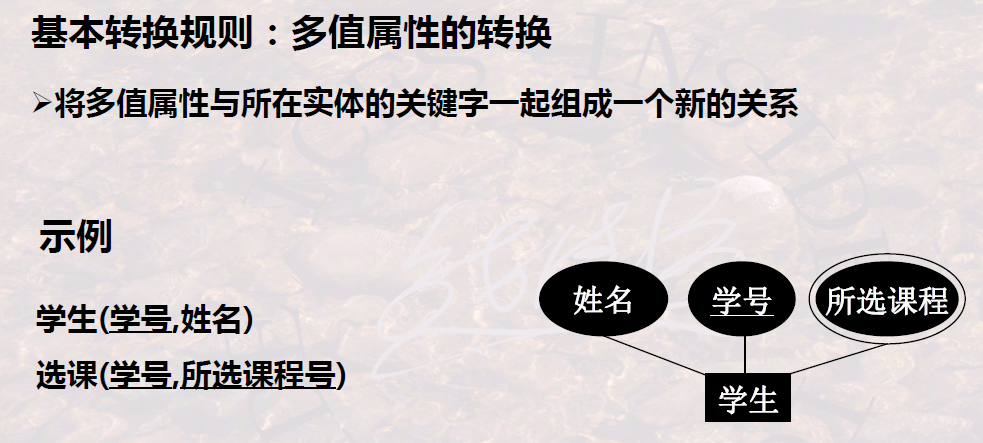 基本转换规则：多值属性的转换
➢将多值属性与所在实体的关键字一起组成一个新的关系
示例
姓名 学号 所选课程
学生(学号,姓名)
选课(学号,所选课程号)
学生